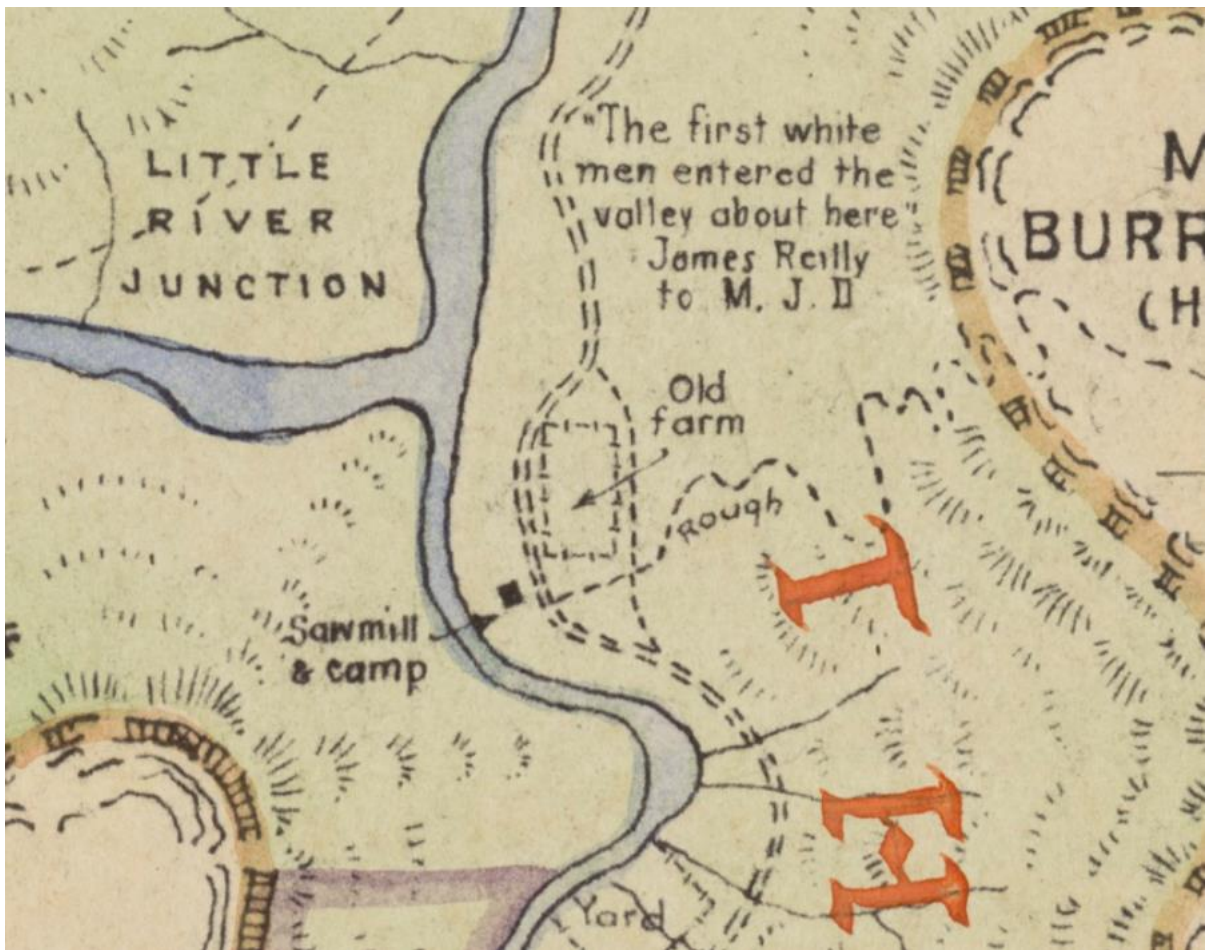 LITTLE
RIVER
JUNCTION
"The first white
men entered the
valley about here"
James Reilly
to M. J. D
M
BURR
(H
Old
farm
Rough
Sawmill
& camp
I
H
Yard